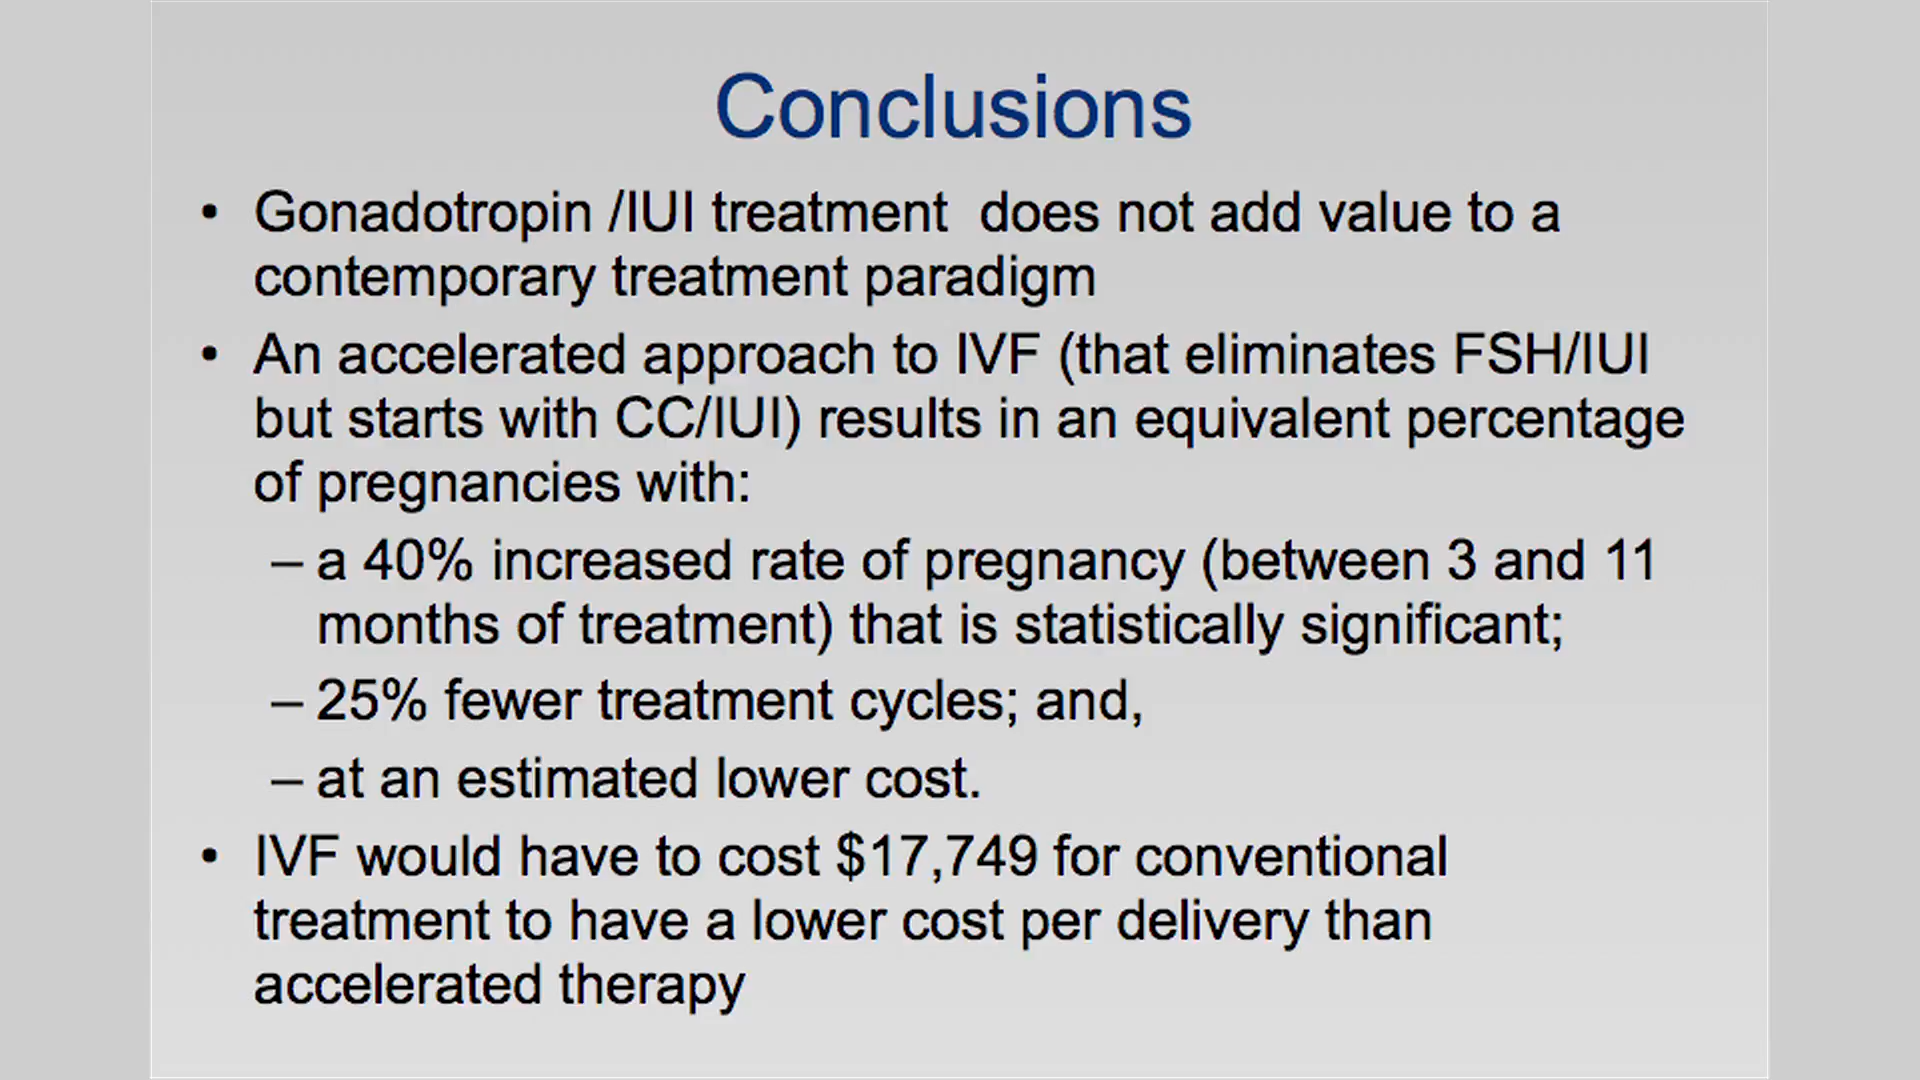 Conclusions
• Gonadotropin /IUI treatment  does not add value to a
contemporary treatment paradigm
• An accelerated approach to IVF (that eliminates FSH/IUI
but starts with CC/IUI) results in an equivalent percentage
of pregnancies with:
– a 40% increased rate of pregnancy (between 3 and 11
months of treatment) that is statistically significant;
– 25% fewer treatment cycles; and,
– at an estimated lower cost.
• IVF would have to cost $17,749 for conventional
treatment to have a lower cost per delivery than
accelerated therapy